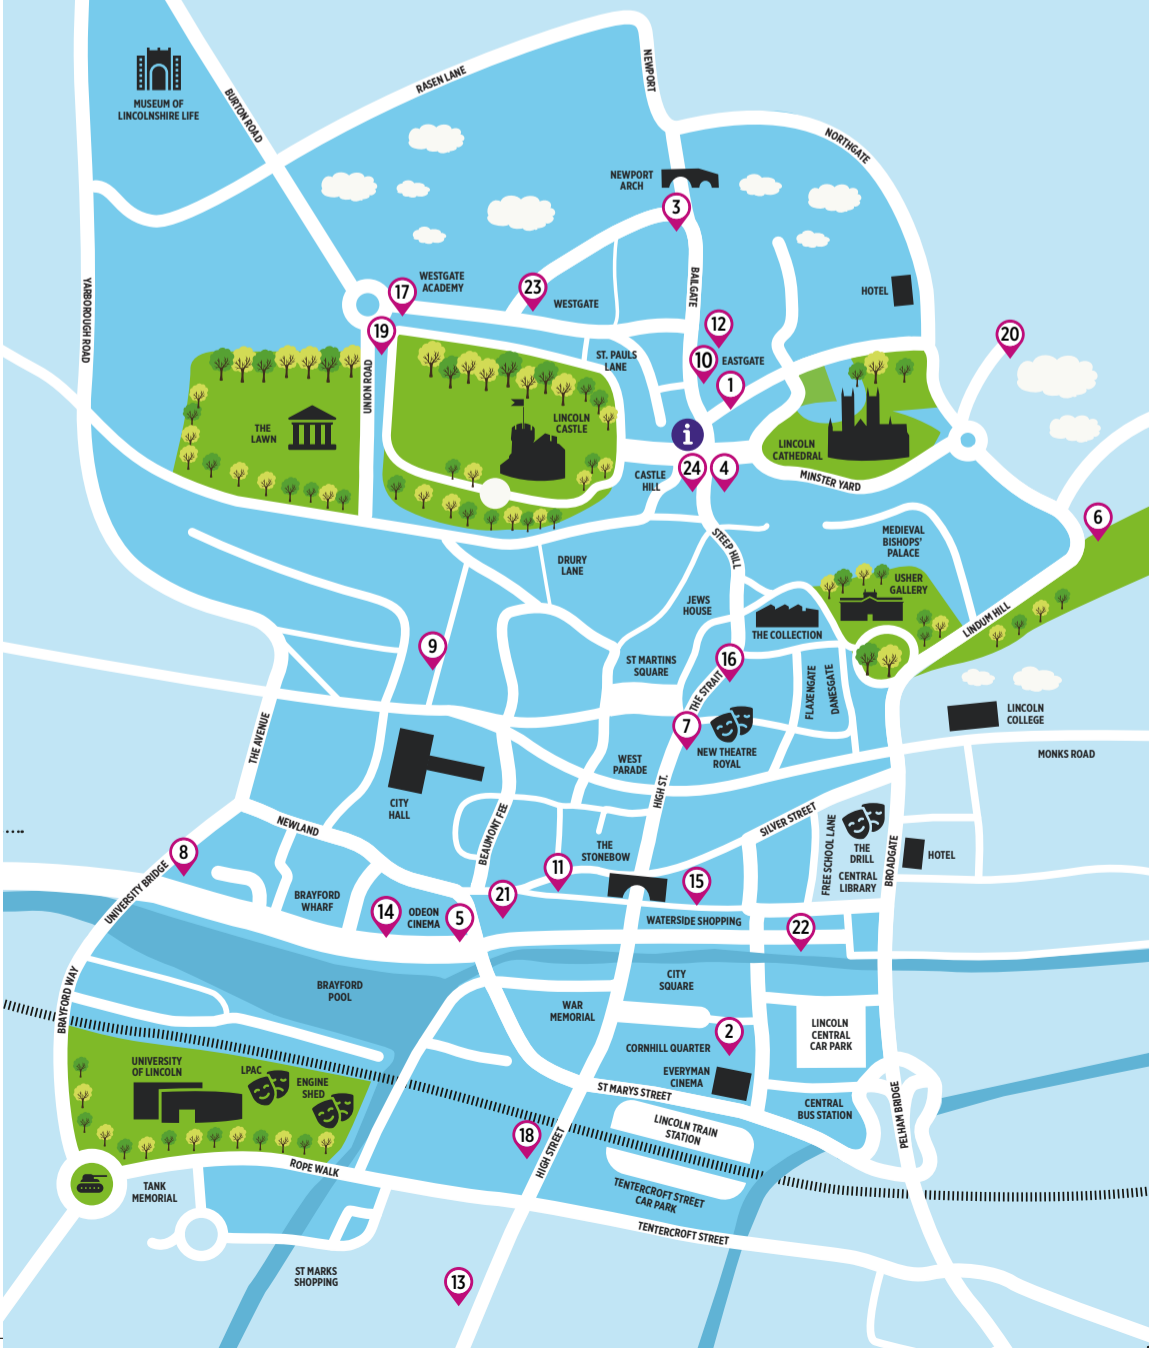 MUSEUM OF
LINCOLNSHIRE LIFE
BURTON ROAD
RASEN LANE
NEWPORT
NORTHGATE
NEWPORT
ARCH
3
YARBOROUGH ROAD
WESTGATE
ACADEMY
17
23
WESTGATE
BAILGATE
HOTEL
12
19
20
ST. PAULS
LANE
10
EASTGATE
1
UNION ROAD
THE
LAWN
LINCOLN
CASTLE
i
LINCOLN
CATHEDRAL
CASTLE
HILL
24
4
MINSTER YARD
6
STEEP HILL
MEDIEVAL
BISHOPS'
PALACE
DRURY
LANE
USHER
GALLERY
JEWS
HOUSE
THE COLLECTION
LINDUM HILL
9
ST MARTINS
SQUARE
16
THE STRAIT
FLAXENGATE
DANESGATE
7
NEW THEATRE
ROYAL
LINCOLN
COLLEGE
MONKS ROAD
THE AVENUE
WEST
PARADE
HIGH ST.
CITY
HALL
NEWLAND
BEAUMONT FEE
SILVER STREET
....
8
UNIVERSITY BRIDGE
THE
STONEBOW
FREE SCHOOL LANE
THE
DRILL
CENTRAL
LIBRARY
BROADGATE
HOTEL
11
15
BRAYFORD
WHARF
14
ODEON
CINEMA
5
21
WATERSIDE SHOPPING
22
BRAYFORD WAY
BRAYFORD
POOL
CITY
SQUARE
WAR
MEMORIAL
2
CORNHILL QUARTER
LINCOLN
CENTRAL
CAR PARK
UNIVERSITY
OF LINCOLN
LPAC
ENGINE
SHED
EVERYMAN
CINEMA
ST MARYS STREET
CENTRAL
BUS STATION
PELHAM BRIDGE
LINCOLN TRAIN
STATION
18
HIGH STREET
ROPE WALK
TANK
MEMORIAL
TENTERCROFT STREET
CAR PARK
TENTERCROFT STREET
ST MARKS
SHOPPING
13